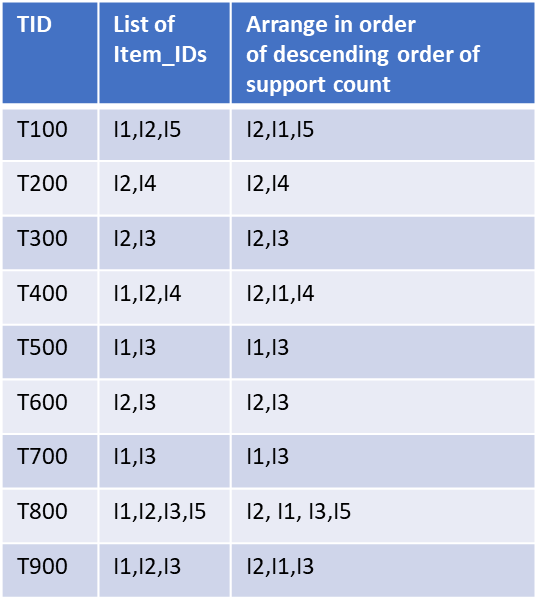 TID	List of Item_IDs	Arrange in order of descending order of support count
T100	I1,I2,I5	I2,I1,I5
T200	I2,I4	I2,I4
T300	I2,I3	I2,I3
T400	I1,I2,I4	I2,I1,I4
T500	I1,I3	I1,I3
T600	I2,I3	I2,I3
T700	I1,I3	I1,I3
T800	I1,I2,I3,I5	I2, I1, I3,I5
T900	I1,I2,I3	I2,I1,I3